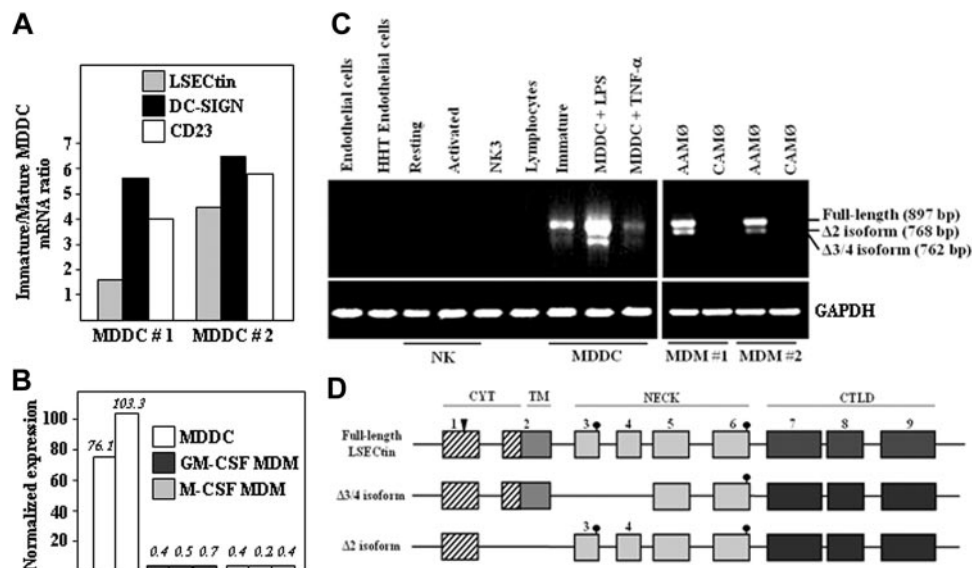 A
LSECtin
DC-SIGN
CD23
Immature/Mature MDDC
mRNA ratio
7
6
5
4
3
2
1
MDDC # 1
MDDC # 2
B
Normalized expression
100
80
60
40
20
76.1
103.3
MDDC
GM-CSF MDM
M-CSF MDM
0.4 0.5 0.7 0.4 0.2 0.4
C
Endothelial cells
HHT Endothelial cells
Resting
Activated
NK3
Lymphocytes
Immature
MDDC + LPS
MDDC + TNF-α
AAMØ
CAMØ
AAMØ
CAMØ
Full-length (897 bp)
Δ2 isoform (768 bp)
Δ3/4 isoform (762 bp)
GAPDH
NK
MDDC
MDM #1
MDM #2
D
CYT TM NECK CTLD
1 2 3 4 5 6 7 8 9
Full-length
LSECtin
Δ3/4 isoform
3 4
Δ2 isoform